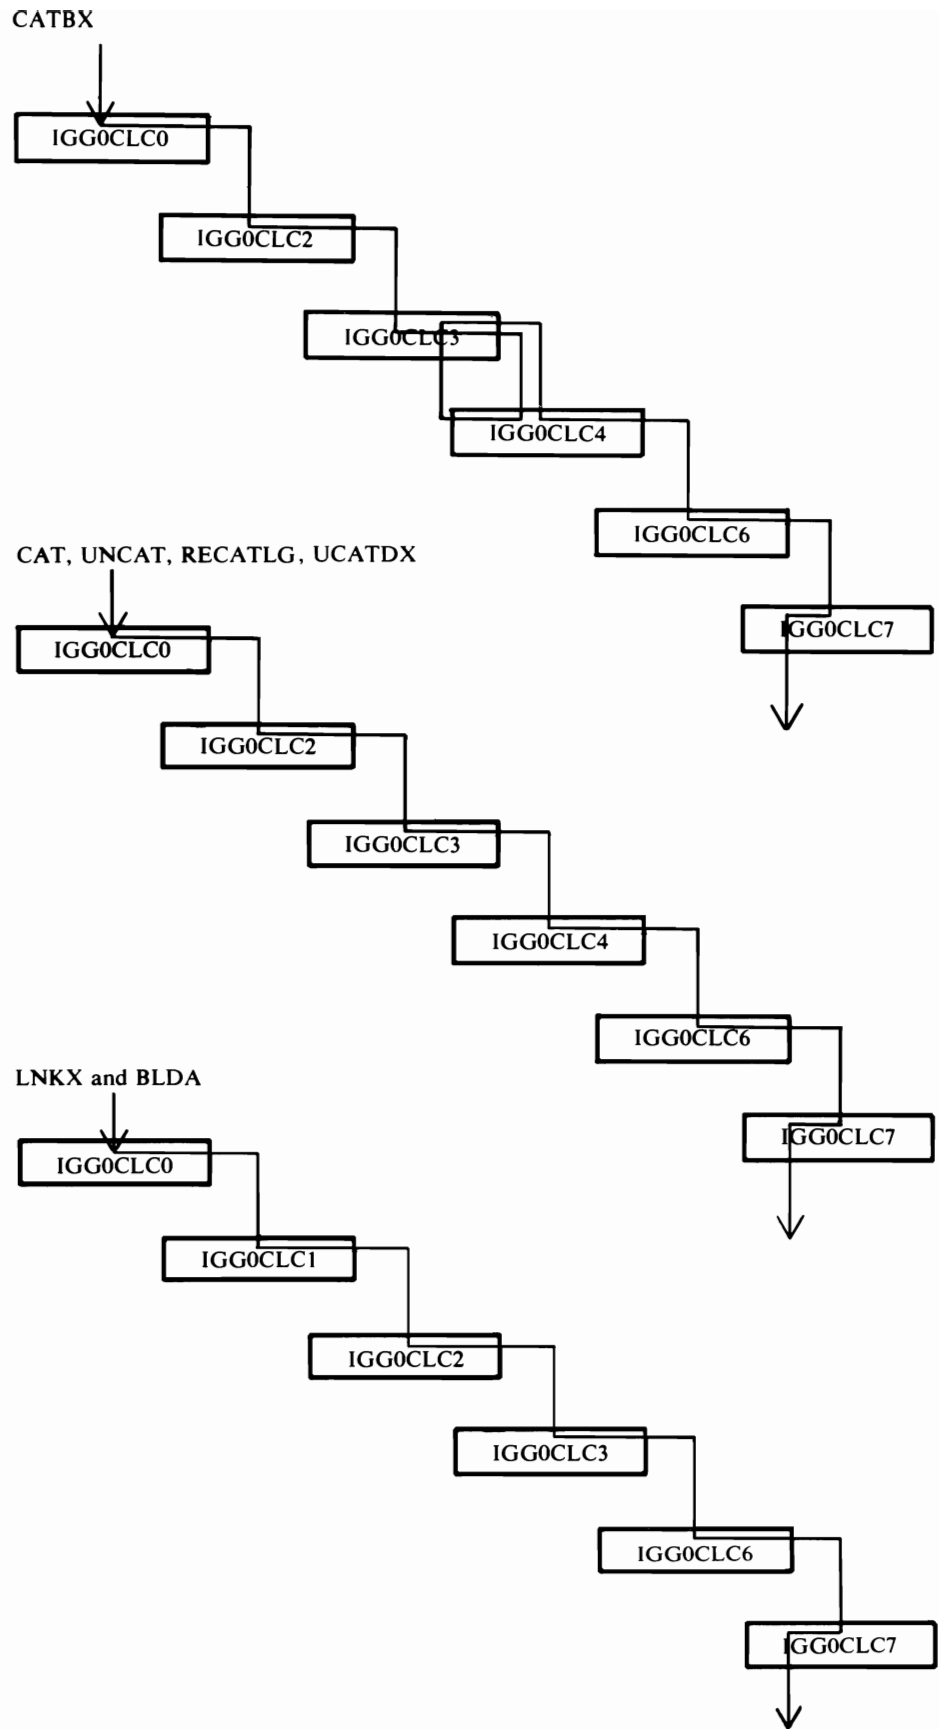 CATBX
IGG0CLC0
IGG0CLC2
IGG0CLC3
IGG0CLC4
IGG0CLC6
IGG0CLC7
CAT, UNCAT, RECATLG, UCATDX
IGG0CLC0
IGG0CLC2
IGG0CLC3
IGG0CLC4
IGG0CLC6
IGG0CLC7
LNKX and BLDA
IGG0CLC0
IGG0CLC1
IGG0CLC2
IGG0CLC3
IGG0CLC6
IGG0CLC7